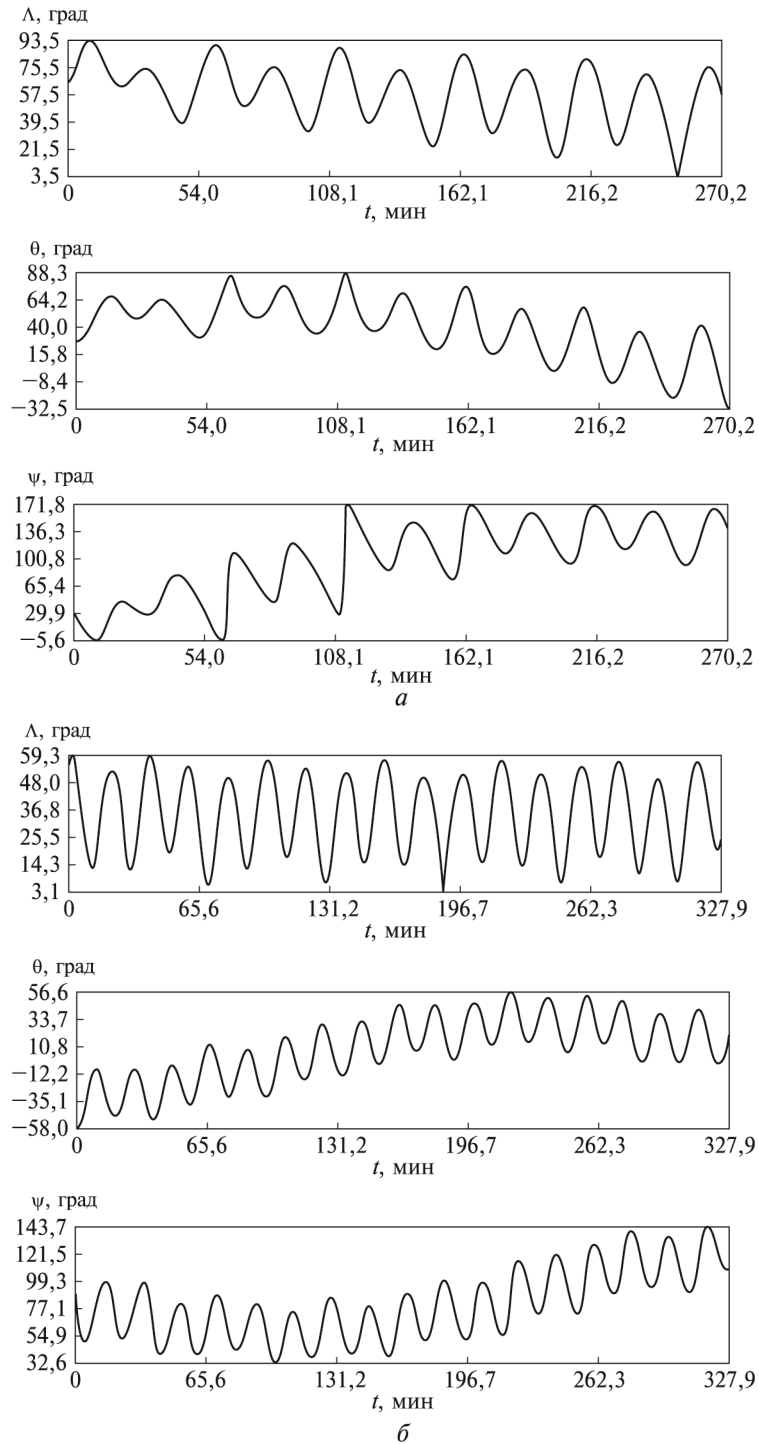 Λ, град
93,5
75,5
57,5
39,5
21,5
3,5
0 54,0 108,1 162,1 216,2 270,2
t, мин
θ, град
88,3
64,2
40,0
15,8
−8,4
−32,5
0 54,0 108,1 162,1 216,2 270,2
t, мин
ψ, град
171,8
136,3
100,8
65,4
29,9
−5,6
0 54,0 108,1 162,1 216,2 270,2
t, мин
а
Λ, град
59,3
48,0
36,8
25,5
14,3
3,1
0 65,6 131,2 196,7 262,3 327,9
t, мин
θ, град
56,6
33,7
10,8
−12,2
−35,1
−58,0
0 65,6 131,2 196,7 262,3 327,9
t, мин
ψ, град
143,7
121,5
99,3
77,1
54,9
32,6
0 65,6 131,2 196,7 262,3 327,9
t, мин
б